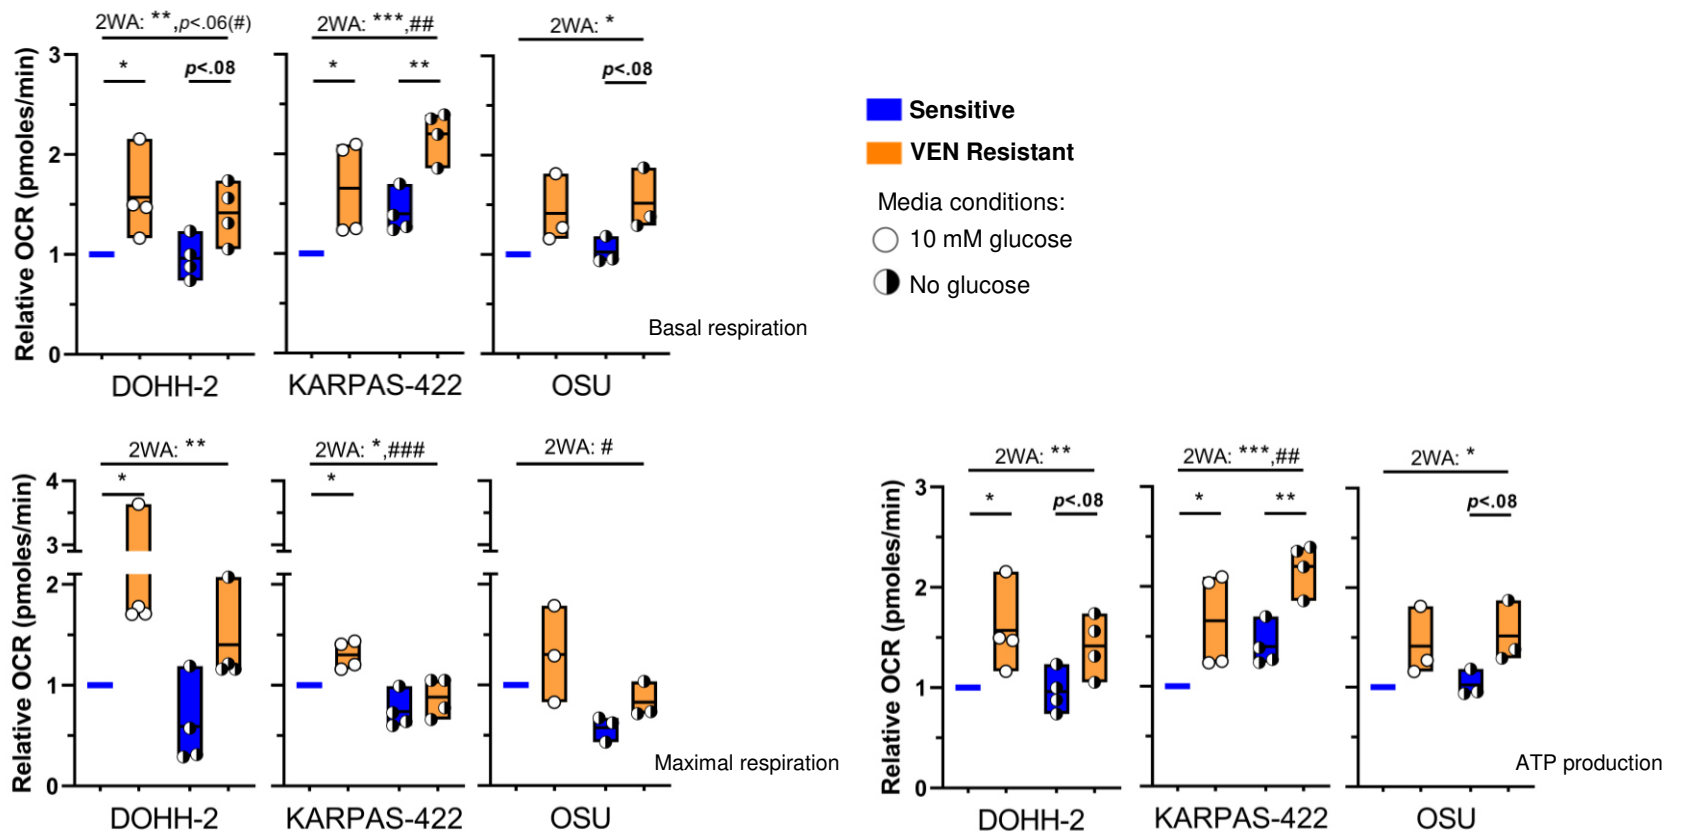 2WA: **,p<.06(#)
2WA: ***,##
2WA: *
* p<.08
* **
p<.08
Relative OCR (pmoles/min)
3
2
1
0
DOHH-2
KARPAS-422
OSU
Basal respiration
Sensitive
VEN Resistant
Media conditions:
10 mM glucose
No glucose
2WA: **
2WA: *,###
2WA: #
*
*
Relative OCR (pmoles/min)
4
3
2
1
0
DOHH-2
KARPAS-422
OSU
Maximal respiration
2WA: **
2WA: ***,##
2WA: *
* p<.08
* **
p<.08
Relative OCR (pmoles/min)
3
2
1
0
DOHH-2
KARPAS-422
OSU
ATP production